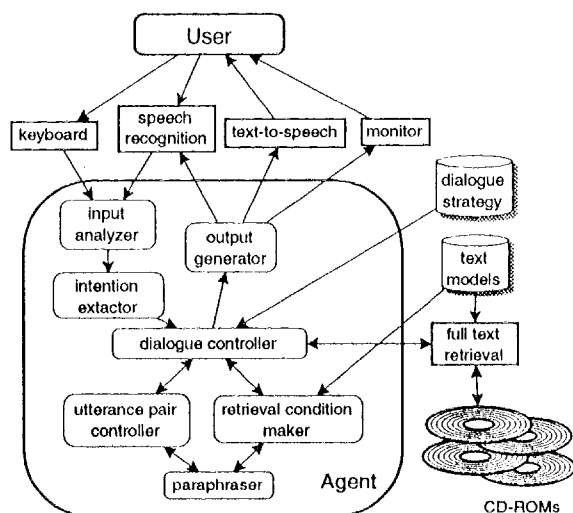 User
keyboard
speech
recognition
text-to-speech
monitor
dialogue
strategy
input
analyzer
output
generator
text
models
intention
extactor
dialogue controller
full text
retrieval
utterance pair
controller
retrieval condition
maker
paraphraser
Agent
CD-ROMs